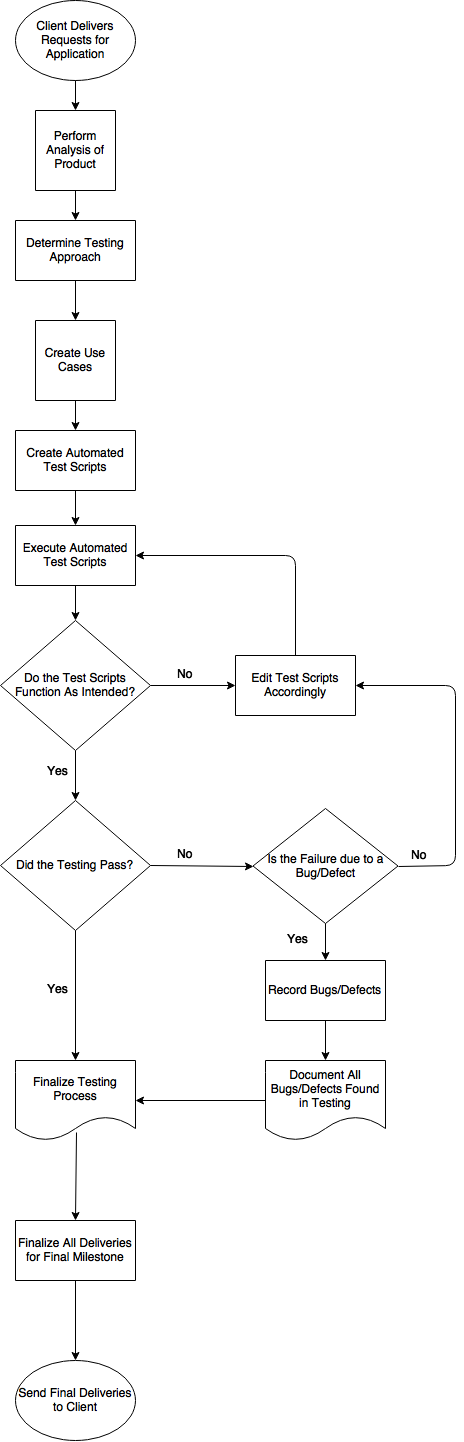 Client Delivers
Requests for
Application
Perform
Analysis of
Product
Determine Testing
Approach
Create Use
Cases
Create Automated
Test Scripts
Execute Automated
Test Scripts
Do the Test Scripts
Function As Intended?
No
Edit Test Scripts
Accordingly
Yes
Did the Testing Pass?
No
Is the Failure due to a
Bug/Defect
No
Yes
Record Bugs/Defects
Yes
Document All
Bugs/Defects Found
in Testing
Finalize Testing
Process
Finalize All Deliveries
for Final Milestone
Send Final Deliveries
to Client